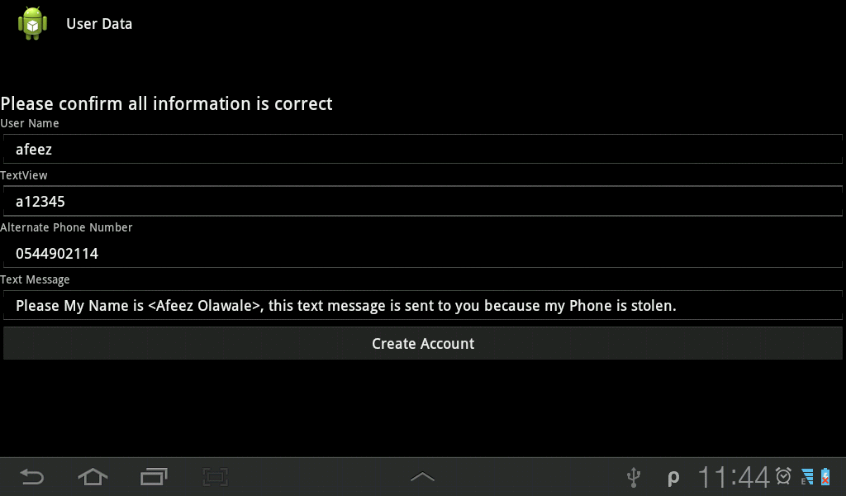 User Data
Please confirm all information is correct
User Name
afeez
TextView
a12345
Alternate Phone Number
0544902114
Text Message
Please My Name is <Afeez Olawale>, this text message is sent to you because my Phone is stolen.
Create Account
ρ 11:44 E